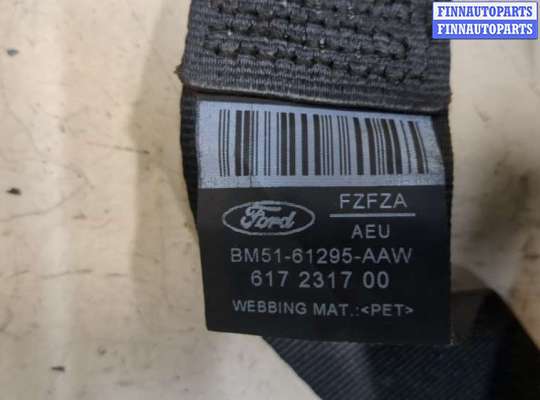 FINNAUTOPARTS
FINNAUTOPARTS
Ford
FZFZA
AEU
BM51-61295-AAW
617 2317 00
WEBBING MAT.:<PET>